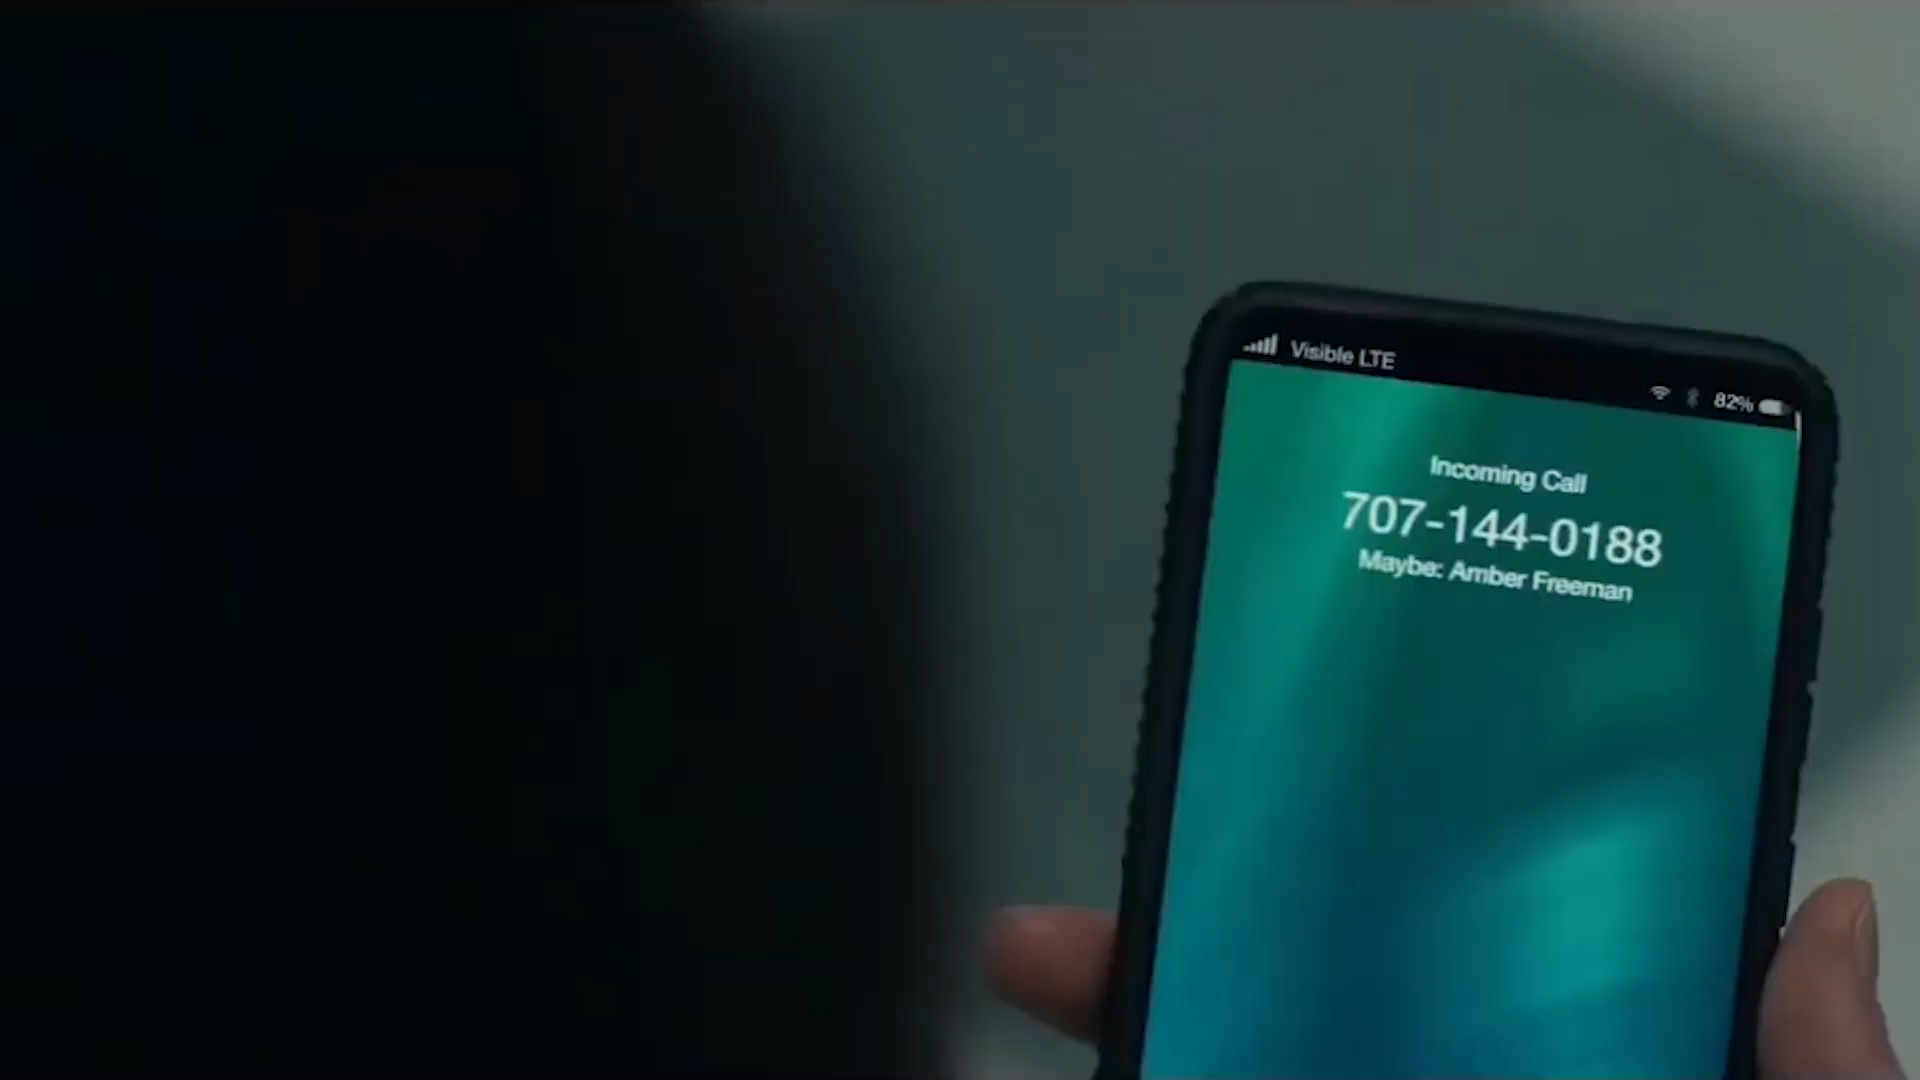 Visible LTE
82%
Incoming Call
707-144-0188
Maybe: Amber Freeman